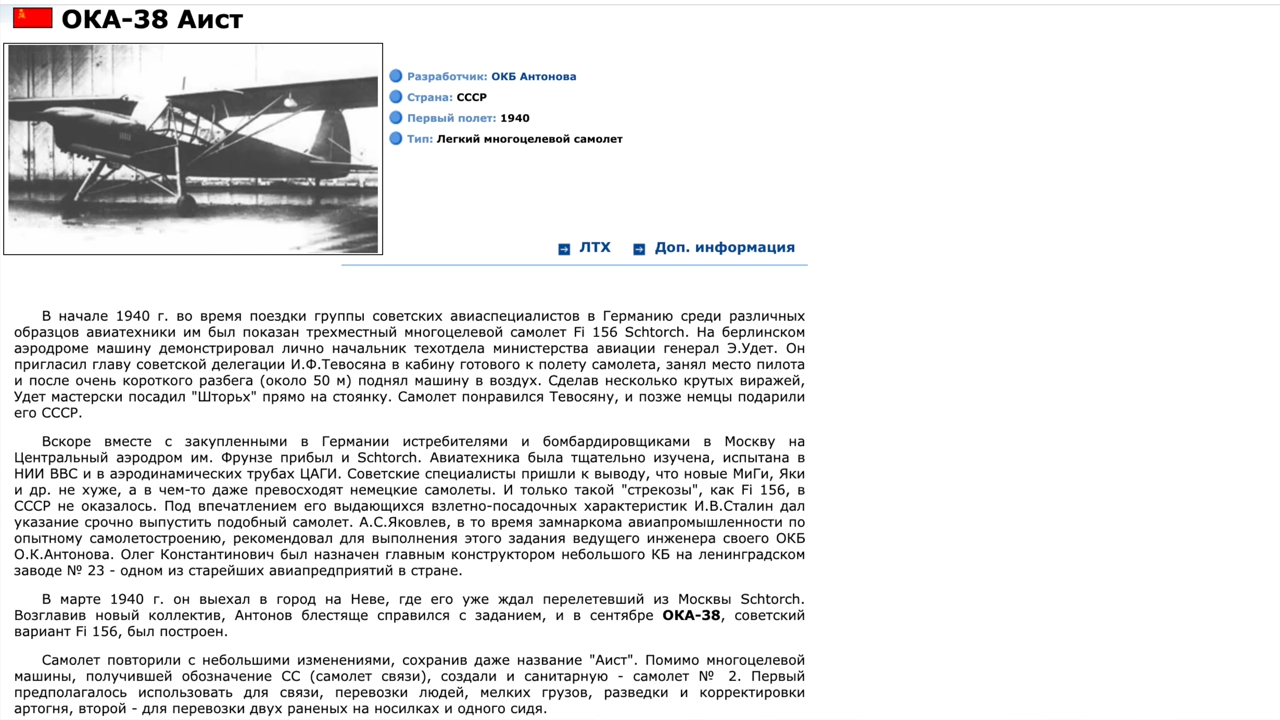 ОКА-38 Аист
Разработчик: ОКБ Антонова
Страна: СССР
Первый полет: 1940
Тип: Легкий многоцелевой самолет
ЛТХ Доп. информация
В начале 1940 г. во время поездки группы советских авиаспециалистов в Германию среди различных
образцов авиатехники им был показан трехместный многоцелевой самолет Fi 156 Schtorch. На берлинском
аэродроме машину демонстрировал лично начальник техотдела министерства авиации генерал Э.Удет. Он
пригласил главу советской делегации И.Ф.Тевосяна в кабину готового к полету самолета, занял место пилота
и после очень короткого разбега (около 50 м) поднял машину в воздух. Сделав несколько крутых виражей,
Удет мастерски посадил "Шторьх" прямо на стоянку. Самолет понравился Тевосяну, и позже немцы подарили
его СССР.
Вскоре вместе с закупленными в Германии истребителями и бомбардировщиками в Москву на
Центральный аэродром им. Фрунзе прибыл и Schtorch. Авиатехника была тщательно изучена, испытана в
НИИ ВВС и в аэродинамических трубах ЦАГИ. Советские специалисты пришли к выводу, что новые МиГи, Яки
и др. не хуже, а в чем-то даже превосходят немецкие самолеты. И только такой "стрекозы", как Fi 156, в
СССР не оказалось. Под впечатлением его выдающихся взлетно-посадочных характеристик И.В.Сталин дал
указание срочно выпустить подобный самолет. А.С.Яковлев, в то время замнаркома авиапромышленности по
опытному самолетостроению, рекомендовал для выполнения этого задания ведущего инженера своего ОКБ
О.К.Антонова. Олег Константинович был назначен главным конструктором небольшого КБ на ленинградском
заводе № 23 - одном из старейших авиапредприятий в стране.
В марте 1940 г. он выехал в город на Неве, где его уже ждал перелетевший из Москвы Schtorch.
Возглавив новый коллектив, Антонов блестяще справился с заданием, и в сентябре ОКА-38, советский
вариант Fi 156, был построен.
Самолет повторили с небольшими изменениями, сохранив даже название "Аист". Помимо многоцелевой
машины, получившей обозначение СС (самолет связи), создали и санитарную - самолет № 2. Первый
предполагалось использовать для связи, перевозки людей, мелких грузов, разведки и корректировки
артогня, второй - для перевозки двух раненых на носилках и одного сидя.